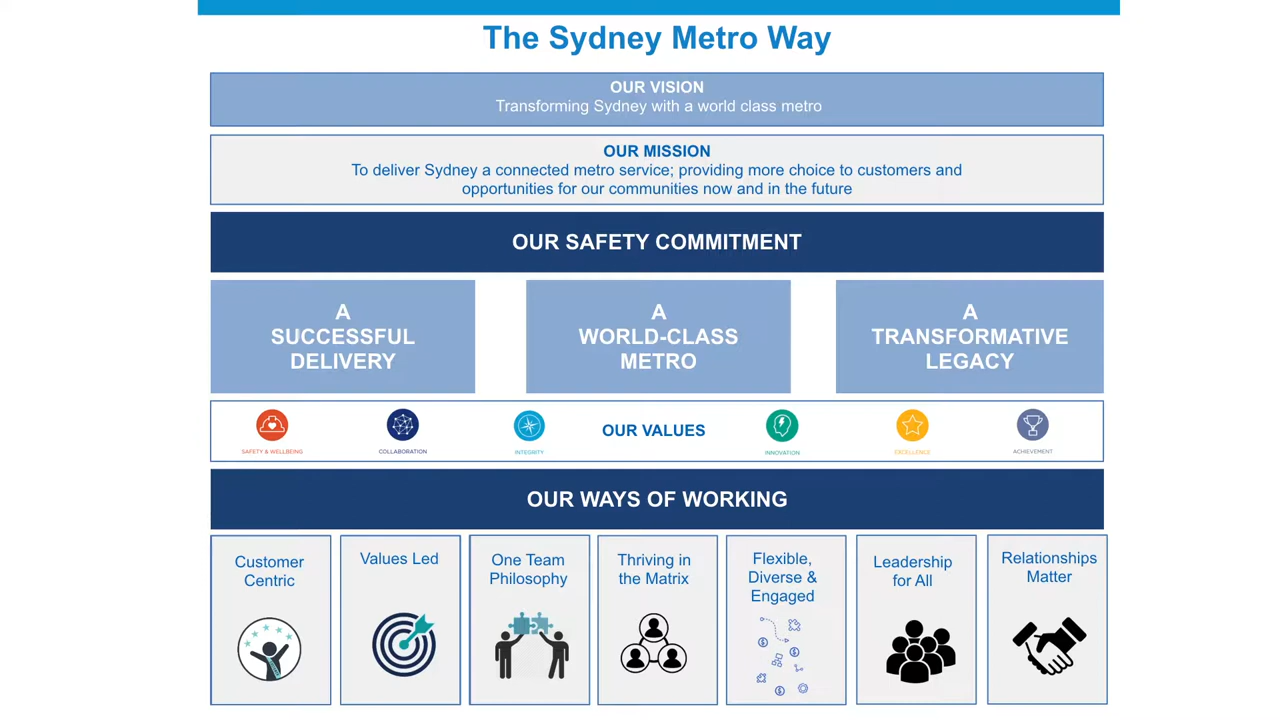 The Sydney Metro Way
OUR VISION
Transforming Sydney with a world class metro
OUR MISSION
To deliver Sydney a connected metro service; providing more choice to customers and
opportunities for our communities now and in the future
OUR SAFETY COMMITMENT
A
SUCCESSFUL
DELIVERY
A
WORLD-CLASS
METRO
A
TRANSFORMATIVE
LEGACY
SAFETY & WELLBEING
COLLABORATION
INTEGRITY
OUR VALUES
INNOVATION
EXCELLENCE
ACHIEVEMENT
OUR WAYS OF WORKING
Customer
Centric
Values Led
One Team
Philosophy
Thriving in
the Matrix
Flexible,
Diverse &
Engaged
Leadership
for All
Relationships
Matter